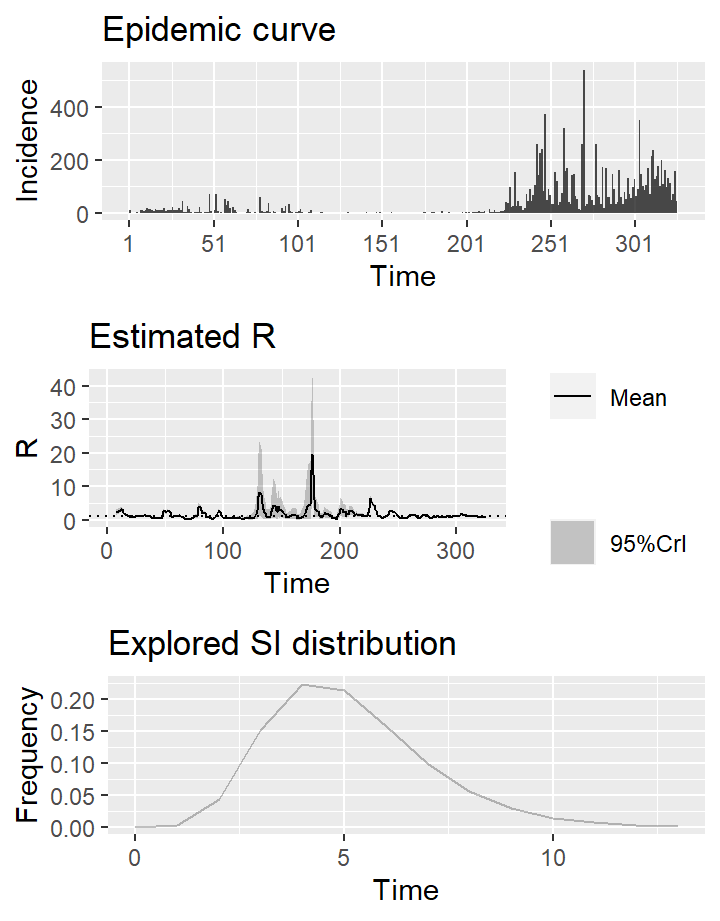 Epidemic curve
Incidence
400
200
0
1 51 101 151 201 251 301
Time
Estimated R
R
40
30
20
10
0
0 100 200 300
Time
Mean
95%CrI
Explored SI distribution
Frequency
0.20
0.15
0.10
0.05
0.00
0 5 10
Time